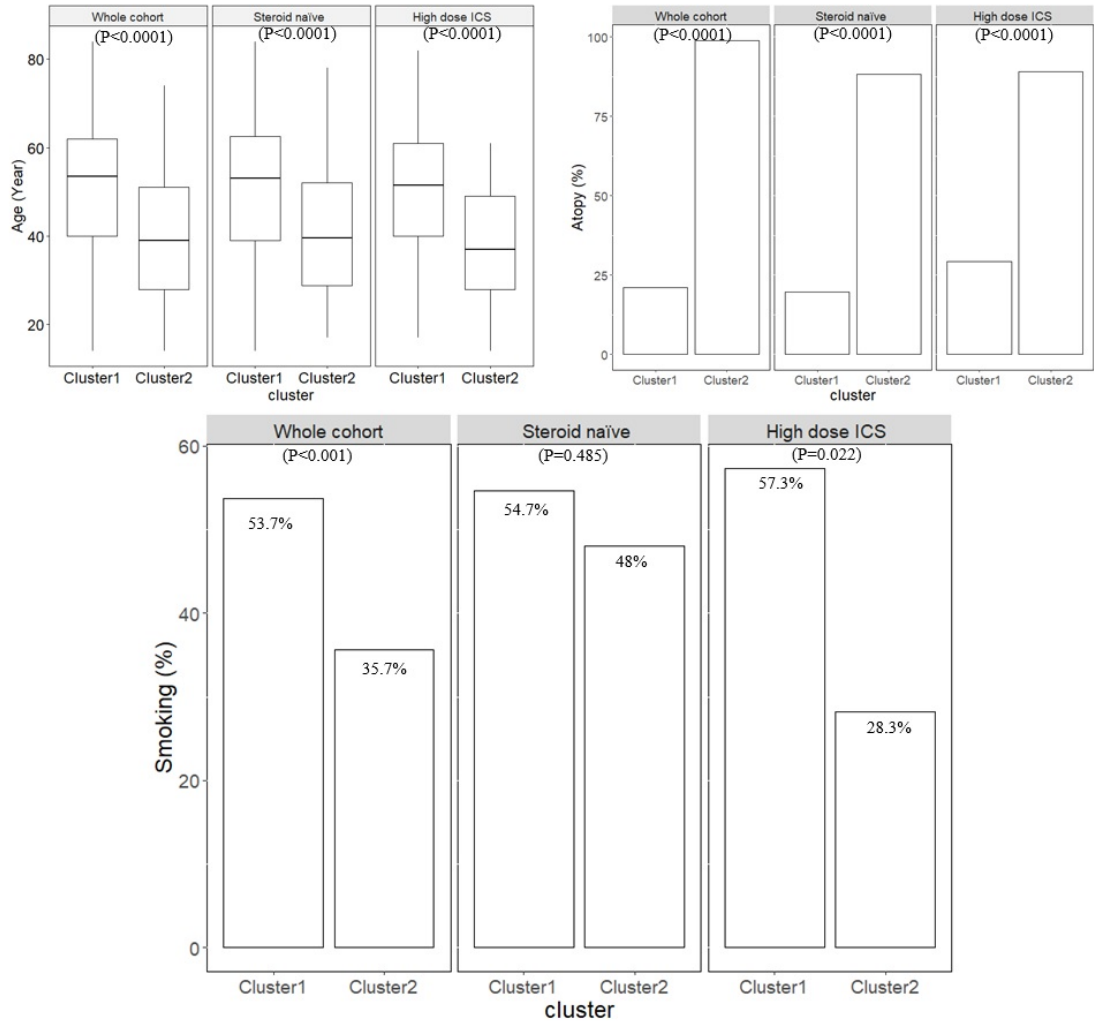 Whole cohort Steroid naïve High dose ICS
(P<0.0001) (P<0.0001) (P<0.0001)
Age (Year)
80
60
40
20
Cluster1 Cluster2 Cluster1 Cluster2 Cluster1 Cluster2
cluster
Whole cohort Steroid naïve High dose ICS
(P<0.0001) (P<0.0001) (P<0.0001)
Atopy (%)
100
75
50
25
0
Cluster1 Cluster2 Cluster1 Cluster2 Cluster1 Cluster2
cluster
Whole cohort Steroid naïve High dose ICS
(P<0.001) (P=0.485) (P=0.022)
Smoking (%)
60
40
20
0
53.7% 35.7% 54.7% 48% 57.3% 28.3%
Cluster1 Cluster2 Cluster1 Cluster2 Cluster1 Cluster2
cluster